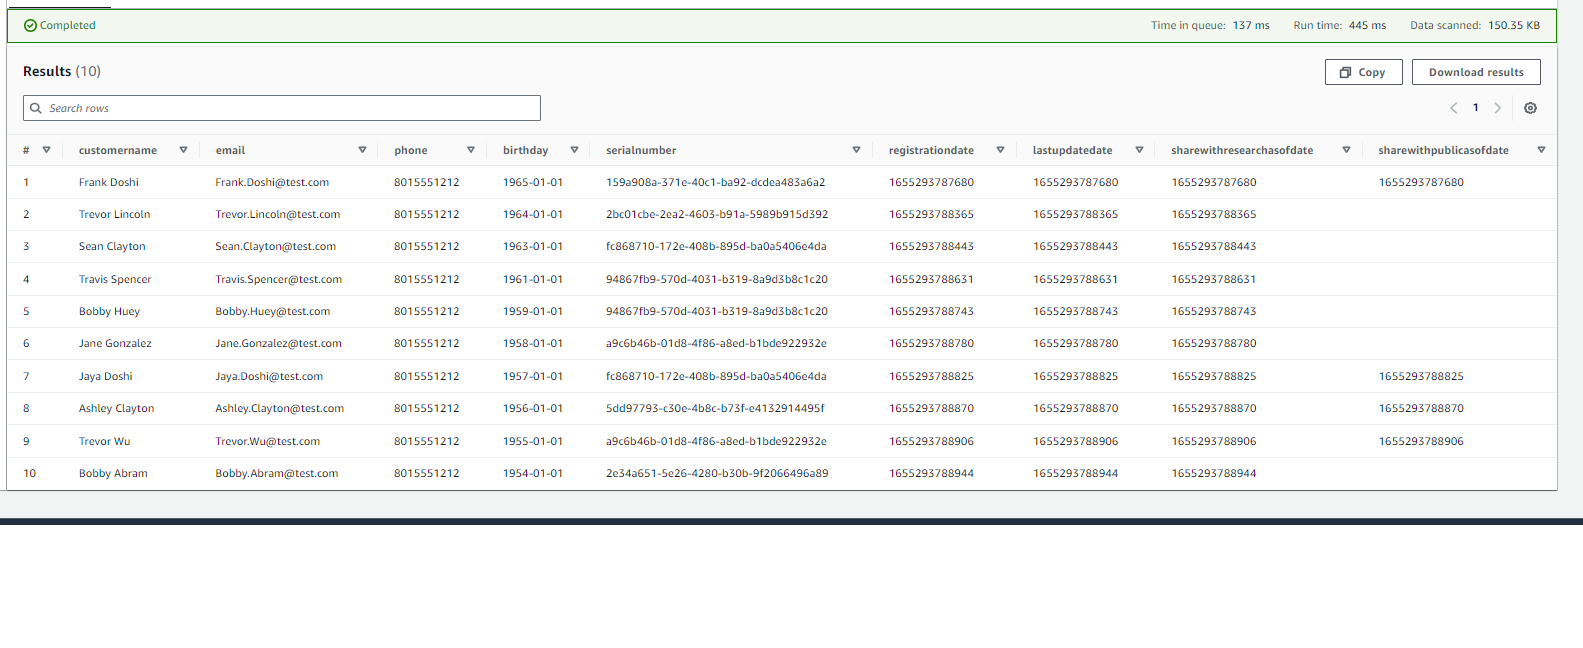 Completed Time in queue: 137 ms Run time: 445 ms Data scanned: 150.35 KB
Results (10) Copy Download results
Search rows 1
# customername email phone birthday serialnumber registrationdate lastupdatedate sharewithresearchasofdate sharewithpublicasofdate
1 Frank Doshi Frank.Doshi@test.com 8015551212 1965-01-01 159a908a-371e-40c1-ba92-dcdea483a6a2 1655293787680 1655293787680 1655293787680 1655293787680
2 Trevor Lincoln Trevor.Lincoln@test.com 8015551212 1964-01-01 2bc01cbe-2ea2-4603-b91a-5989b915d392 1655293788365 1655293788365 1655293788365
3 Sean Clayton Sean.Clayton@test.com 8015551212 1963-01-01 fc868710-172e-408b-895d-ba0a5406e4da 1655293788443 1655293788443 1655293788443
4 Travis Spencer Travis.Spencer@test.com 8015551212 1961-01-01 94867fb9-570d-4031-b319-8a9d3b8c1c20 1655293788631 1655293788631 1655293788631
5 Bobby Huey Bobby.Huey@test.com 8015551212 1959-01-01 94867fb9-570d-4031-b319-8a9d3b8c1c20 1655293788743 1655293788743 1655293788743
6 Jane Gonzalez Jane.Gonzalez@test.com 8015551212 1958-01-01 a9c6b46b-01d8-4f86-a8ed-b1bde922932e 1655293788780 1655293788780 1655293788780
7 Jaya Doshi Jaya.Doshi@test.com 8015551212 1957-01-01 fc868710-172e-408b-895d-ba0a5406e4da 1655293788825 1655293788825 1655293788825 1655293788825
8 Ashley Clayton Ashley.Clayton@test.com 8015551212 1956-01-01 5dd97793-c30e-4b8c-b73f-e4132914495f 1655293788870 1655293788870 1655293788870 1655293788870
9 Trevor Wu Trevor.Wu@test.com 8015551212 1955-01-01 a9c6b46b-01d8-4f86-a8ed-b1bde922932e 1655293788906 1655293788906 1655293788906 1655293788906
10 Bobby Abram Bobby.Abram@test.com 8015551212 1954-01-01 2e34a651-5e26-4280-b30b-9f2066496a89 1655293788944 1655293788944 1655293788944